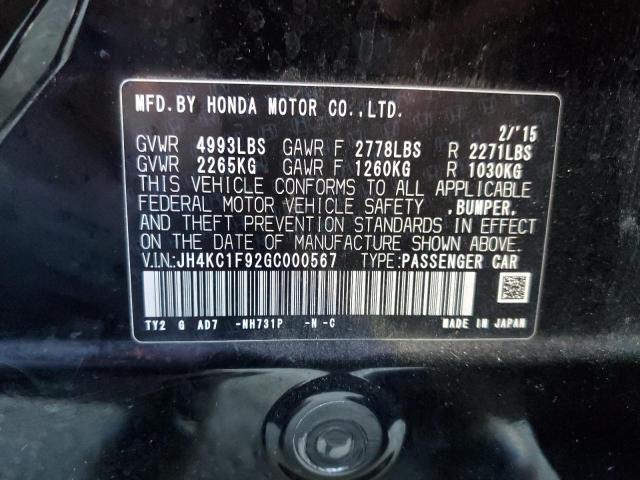 MFD.BY HONDA MOTOR CO.,LTD.
2/'15
GVWR 4993LBS GAWR F 2778LBS R 2271LBS
GVWR 2265KG GAWR F 1260KG R 1030KG
THIS VEHICLE CONFORMS TO ALL APPLICABLE
FEDERAL MOTOR VEHICLE SAFETY ,BUMPER,
AND THEFT PREVENTION STANDARDS IN EFFECT
ON THE DATE OF MANUFACTURE SHOWN ABOVE.
V.I.N:JH4KC1F92GC000567 TYPE:PASSENGER CAR
TY2 G AD7 -NH731P -N -C MADE IN JAPAN